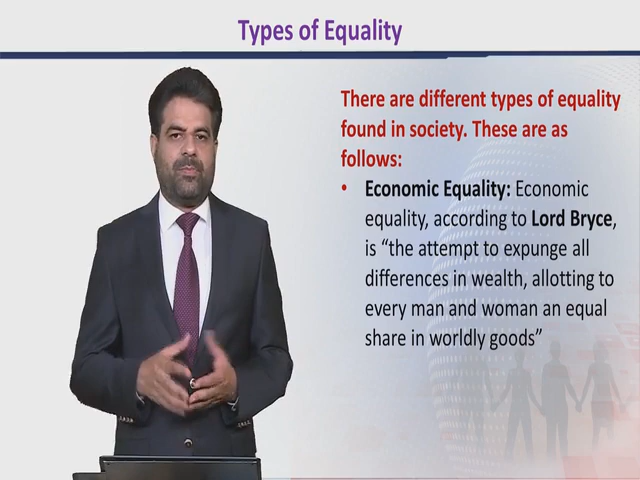 Types of Equality
There are different types of equality
found in society. These are as
follows:
• Economic Equality: Economic
equality, according to Lord Bryce,
is “the attempt to expunge all
differences in wealth, allotting to
every man and woman an equal
share in worldly goods”